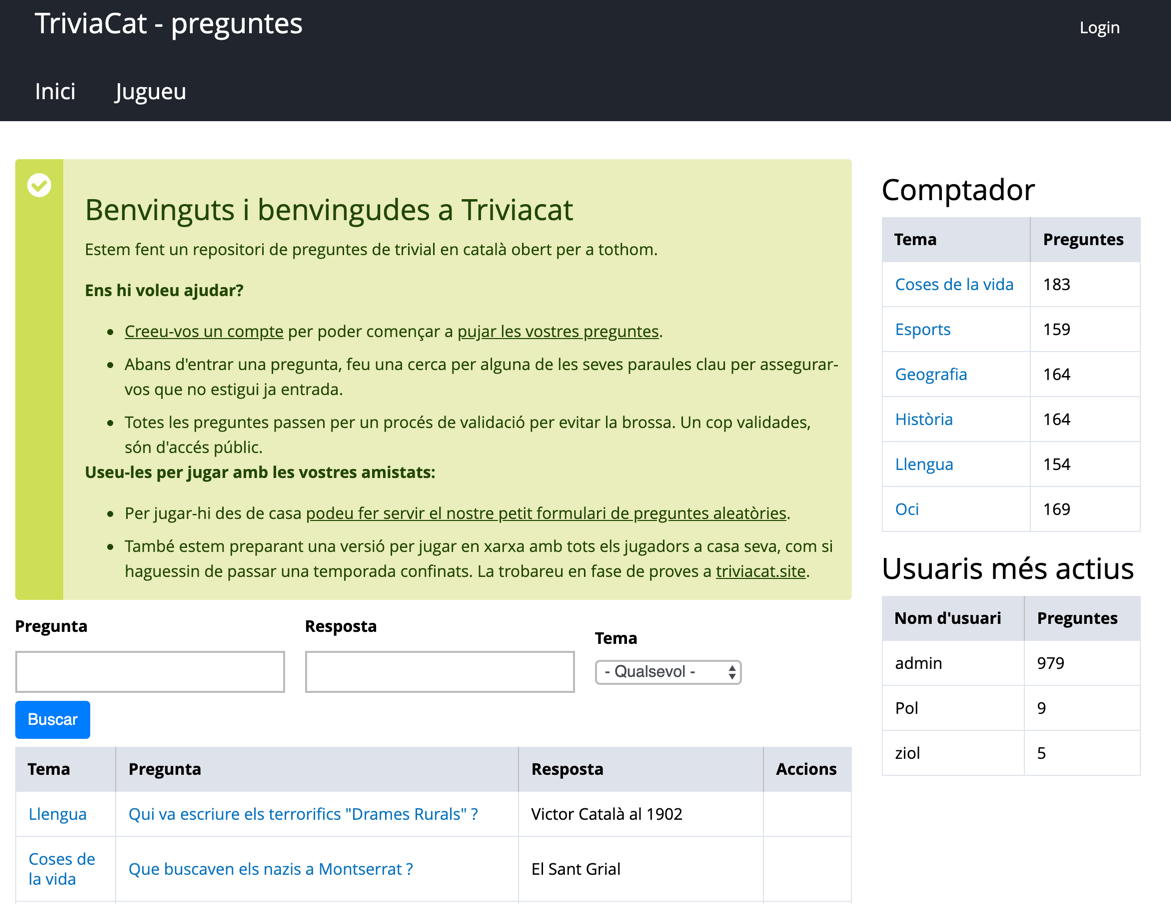 TriviaCat - preguntes
Login
Inici Jugueu
Benvinguts i benvingudes a Triviacat
Estem fent un repositori de preguntes de trivial en català obert per a tothom.
Ens hi voleu ajudar?
Creeu-vos un compte per poder començar a pujar les vostres preguntes.
Abans d'entrar una pregunta, feu una cerca per alguna de les seves paraules clau per assegurar-
vos que no estigui ja entrada.
Totes les preguntes passen per un procés de validació per evitar la brossa. Un cop validades,
són d'accés públic.
Useu-les per jugar amb les vostres amistats:
Per jugar-hi des de casa podeu fer servir el nostre petit formulari de preguntes aleatòries.
També estem preparant una versió per jugar en xarxa amb tots els jugadors a casa seva, com si
haguessin de passar una temporada confinats. La trobareu en fase de proves a triviacat.site.
Pregunta Resposta Tema
- Qualsevol -
Buscar
Tema Pregunta Resposta Accions
Llengua Qui va escriure els terrorifics "Drames Rurals" ? Victor Català al 1902
Coses de
la vida Que buscaven els nazis a Montserrat ? El Sant Grial
Comptador
Tema Preguntes
Coses de la vida 183
Esports 159
Geografia 164
Història 164
Llengua 154
Oci 169
Usuaris més actius
Nom d'usuari Preguntes
admin 979
Pol 9
ziol 5